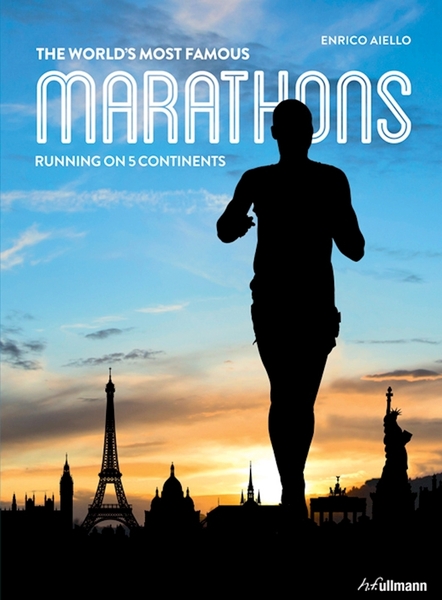 ENRICO AIELLO
THE WORLD'S MOST FAMOUS
MARATHONS
RUNNING ON 5 CONTINENTS
h.f.ullmann